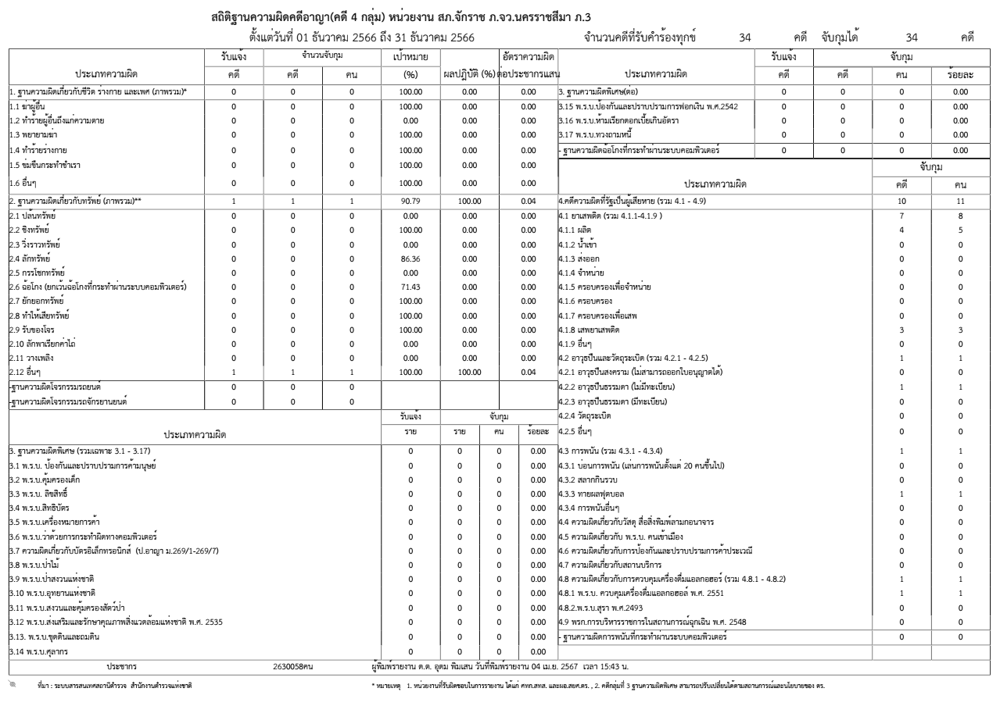 สถิติฐานความผิดคดีอาญา(คดี 4 กลุ่ม) หน่วยงาน สภ.จักราช ภ.จว.นครราชสีมา ภ.3
ตั้งแต่วันที่ 01 ธันวาคม 2566 ถึง 31 ธันวาคม 2566 จำนวนคดีที่รับคำร้องทุกข์ 34 คดี จับกุมได้ 34 คดี
ประเภทความผิด รับแจ้ง จำนวนจับกุม เป้าหมาย ผลปฏิบัติ (%) อัตราความผิด
คดี คดี คน (%) ต่อประชากรแสน
1. ฐานความผิดเกี่ยวกับชีวิต ร่างกาย และเพศ (ภาพรวม)* 0 0 0 100.00 0.00 0.00
1.1 ฆ่าผู้อื่น 0 0 0 100.00 0.00 0.00
1.2 ทำร้ายผู้อื่นถึงแก่ความตาย 0 0 0 0.00 0.00 0.00
1.3 พยายามฆ่า 0 0 0 100.00 0.00 0.00
1.4 ทำร้ายร่างกาย 0 0 0 100.00 0.00 0.00
1.5 ข่มขืนกระทำชำเรา 0 0 0 100.00 0.00 0.00
1.6 อื่นๆ 0 0 0 100.00 0.00 0.00
2. ฐานความผิดเกี่ยวกับทรัพย์ (ภาพรวม)** 1 1 1 90.79 100.00 0.04
2.1 ปล้นทรัพย์ 0 0 0 0.00 0.00 0.00
2.2 ชิงทรัพย์ 0 0 0 100.00 0.00 0.00
2.3 วิ่งราวทรัพย์ 0 0 0 0.00 0.00 0.00
2.4 ลักทรัพย์ 0 0 0 86.36 0.00 0.00
2.5 กรรโชกทรัพย์ 0 0 0 0.00 0.00 0.00
2.6 ฉ้อโกง (ยกเว้นฉ้อโกงที่กระทำผ่านระบบคอมพิวเตอร์) 0 0 0 71.43 0.00 0.00
2.7 ยักยอกทรัพย์ 0 0 0 100.00 0.00 0.00
2.8 ทำให้เสียทรัพย์ 0 0 0 100.00 0.00 0.00
2.9 รับของโจร 0 0 0 100.00 0.00 0.00
2.10 ลักพาเรียกค่าไถ่ 0 0 0 0.00 0.00 0.00
2.11 วางเพลิง 0 0 0 0.00 0.00 0.00
2.12 อื่นๆ 1 1 1 100.00 100.00 0.04
-ฐานความผิดโจรกรรมรถยนต์ 0 0 0
-ฐานความผิดโจรกรรมรถจักรยานยนต์ 0 0 0
ประเภทความผิด รับแจ้ง จับกุม
ราย ราย คน ร้อยละ
3. ฐานความผิดพิเศษ (รวมเฉพาะ 3.1 - 3.17) 0 0 0 0.00
3.1 พ.ร.บ. ป้องกันและปราบปรามการค้ามนุษย์ 0 0 0 0.00
3.2 พ.ร.บ.คุ้มครองเด็ก 0 0 0 0.00
3.3 พ.ร.บ. ลิขสิทธิ์ 0 0 0 0.00
3.4 พ.ร.บ.สิทธิบัตร 0 0 0 0.00
3.5 พ.ร.บ.เครื่องหมายการค้า 0 0 0 0.00
3.6 พ.ร.บ.ว่าด้วยการกระทำผิดทางคอมพิวเตอร์ 0 0 0 0.00
3.7 ความผิดเกี่ยวกับบัตรอิเล็กทรอนิกส์ (ป.อาญา ม.269/1-269/7) 0 0 0 0.00
3.8 พ.ร.บ.ป่าไม้ 0 0 0 0.00
3.9 พ.ร.บ.ป่าสงวนแห่งชาติ 0 0 0 0.00
3.10 พ.ร.บ.อุทยานแห่งชาติ 0 0 0 0.00
3.11 พ.ร.บ.สงวนและคุ้มครองสัตว์ป่า 0 0 0 0.00
3.12 พ.ร.บ.ส่งเสริมและรักษาคุณภาพสิ่งแวดล้อมแห่งชาติ พ.ศ. 2535 0 0 0 0.00
3.13. พ.ร.บ.ขุดดินและถมดิน 0 0 0 0.00
3.14 พ.ร.บ.ศุลากร 0 0 0 0.00
ประเภทความผิด รับแจ้ง จับกุม
คดี คดี คน ร้อยละ
3. ฐานความผิดพิเศษ(ต่อ) 0 0 0 0.00
3.15 พ.ร.บ.ป้องกันและปราบปรามการฟอกเงิน พ.ศ.2542 0 0 0 0.00
3.16 พ.ร.บ.ห้ามเรียกดอกเบี้ยเกินอัตรา 0 0 0 0.00
3.17 พ.ร.บ.ทวงถามหนี้ 0 0 0 0.00
- ฐานความผิดฉ้อโกงที่กระทำผ่านระบบคอมพิวเตอร์ 0 0 0 0.00
ประเภทความผิด จับกุม
คดี คน
4.คดีความผิดที่รัฐเป็นผู้เสียหาย (รวม 4.1 - 4.9) 10 11
4.1 ยาเสพติด (รวม 4.1.1-4.1.9 ) 7 8
4.1.1 ผลิต 4 5
4.1.2 นำเข้า 0 0
4.1.3 ส่งออก 0 0
4.1.4 จำหน่าย 0 0
4.1.5 ครอบครองเพื่อจำหน่าย 0 0
4.1.6 ครอบครอง 0 0
4.1.7 ครอบครองเพื่อเสพ 0 0
4.1.8 เสพยาเสพติด 3 3
4.1.9 อื่นๆ 0 0
4.2 อาวุธปืนและวัตถุระเบิด (รวม 4.2.1 - 4.2.5) 1 1
4.2.1 อาวุธปืนสงคราม (ไม่สามารถออกใบอนุญาตได้) 0 0
4.2.2 อาวุธปืนธรรมดา (ไม่มีทะเบียน) 1 1
4.2.3 อาวุธปืนธรรมดา (มีทะเบียน) 0 0
4.2.4 วัตถุระเบิด 0 0
4.2.5 อื่นๆ 0 0
4.3 การพนัน (รวม 4.3.1 - 4.3.4) 1 1
4.3.1 บ่อนการพนัน (เล่นการพนันตั้งแต่ 20 คนขึ้นไป) 0 0
4.3.2 สลากกินรวบ 0 0
4.3.3 ทายผลฟุตบอล 1 1
4.3.4 การพนันอื่นๆ 0 0
4.4 ความผิดเกี่ยวกับวัสดุ สื่อสิ่งพิมพ์ลามกอนาจาร 0 0
4.5 ความผิดเกี่ยวกับ พ.ร.บ. คนเข้าเมือง 0 0
4.6 ความผิดเกี่ยวกับการป้องกันและปราบปรามการค้าประเวณี 0 0
4.7 ความผิดเกี่ยวกับสถานบริการ 0 0
4.8 ความผิดเกี่ยวกับการควบคุมเครื่องดื่มแอลกอฮอร์ (รวม 4.8.1 - 4.8.2) 1 1
4.8.1 พ.ร.บ. ควบคุมเครื่องดื่มแอลกอฮอล์ พ.ศ. 2551 1 1
4.8.2.พ.ร.บ.สุรา พ.ศ.2493 0 0
4.9 พรก.การบริหารราชการในสถานการณ์ฉุกเฉิน พ.ศ. 2548 0 0
- ฐานความผิดการพนันที่กระทำผ่านระบบคอมพิวเตอร์ 0 0
ประชากร 2630058คน ผู้พิมพ์รายงาน ด.ต. อุดม พิมเสน วันที่พิมพ์รายงาน 04 เม.ย. 2567 เวลา 15:43 น.
ที่มา : ระบบสารสนเทศสถานีตำรวจ สำนักงานตำรวจแห่งชาติ * หมายเหตุ 1. หน่วยงานที่รับผิดชอบในการรายงาน ได้แก่ ศทก.สทส. และผอ.สยศ.ตร. , 2. คดีกลุ่มที่ 3 ฐานความผิดพิเศษ สามารถปรับเปลี่ยนได้ตามสถานการณ์และนโยบายของ ตร.